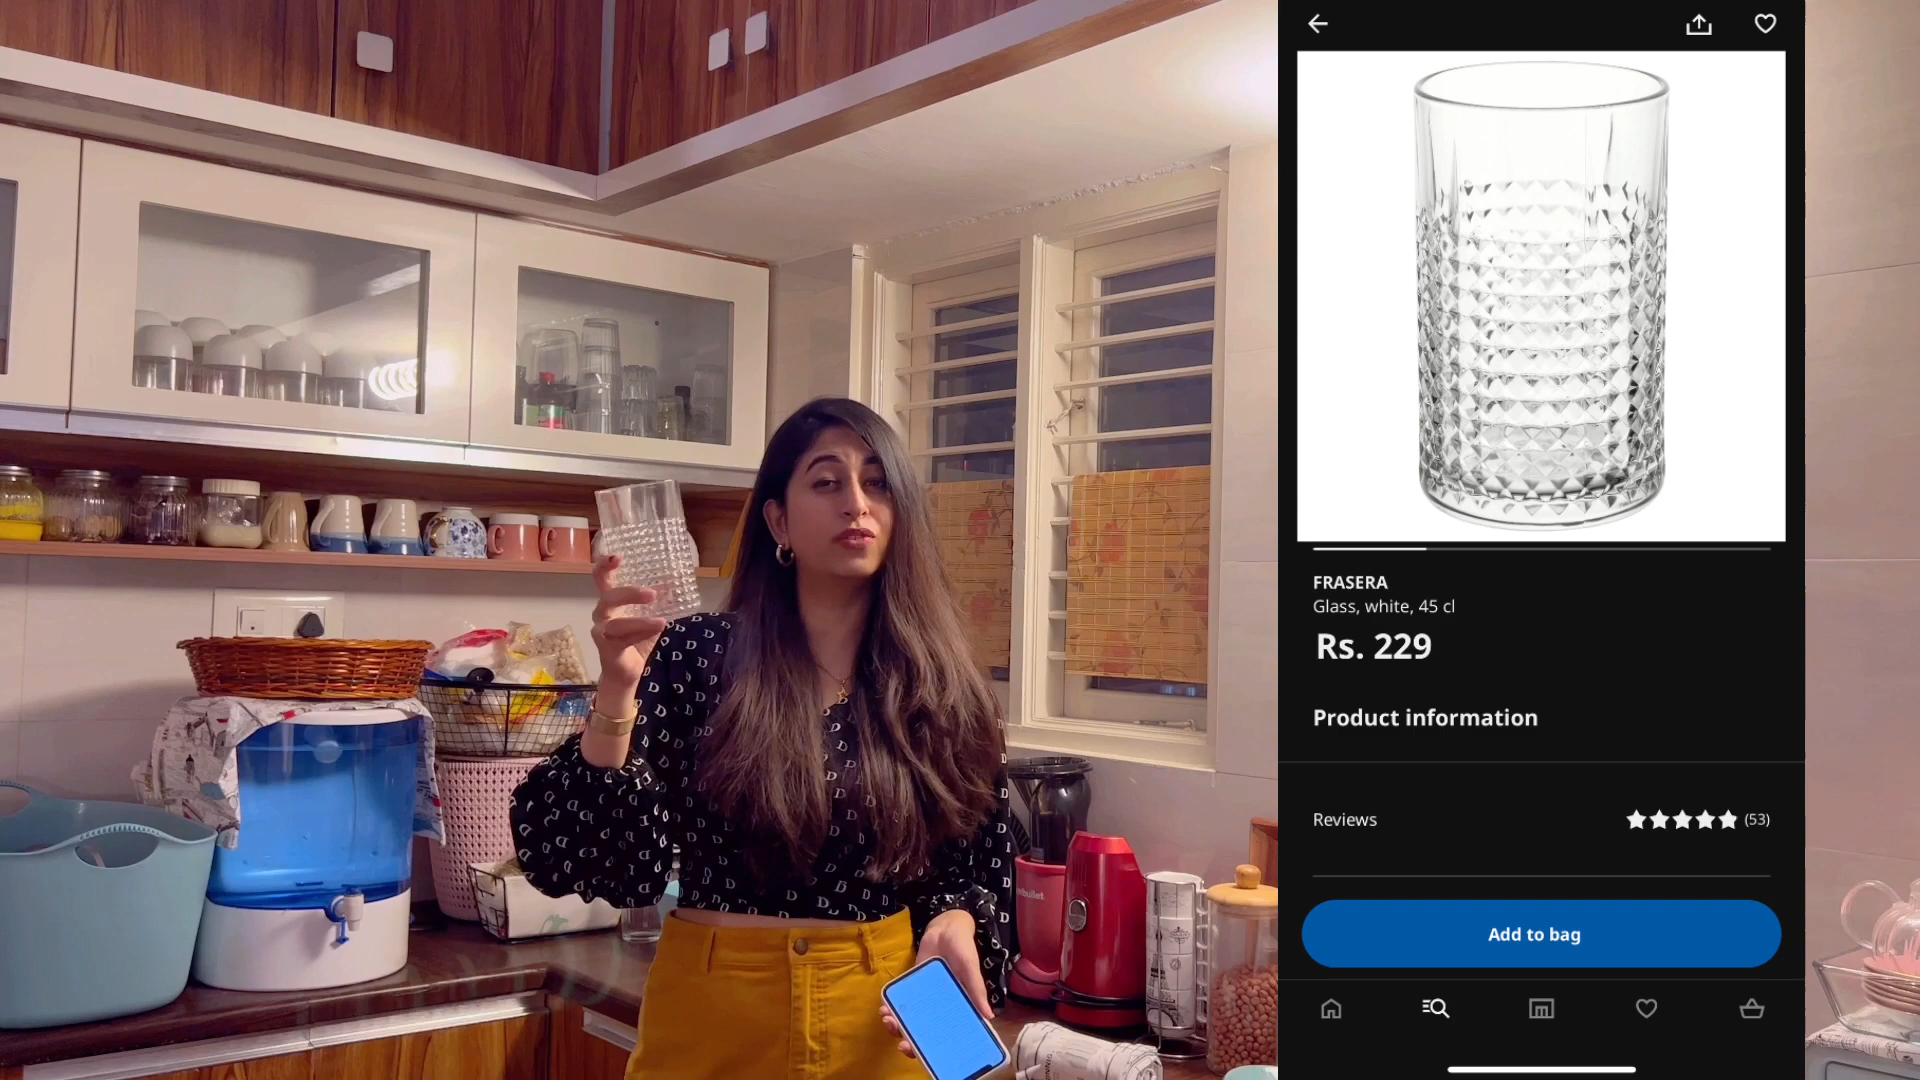 FRASERA
Glass, white, 45 cl
Rs. 229
Product information
Reviews
(53)
Add to bag